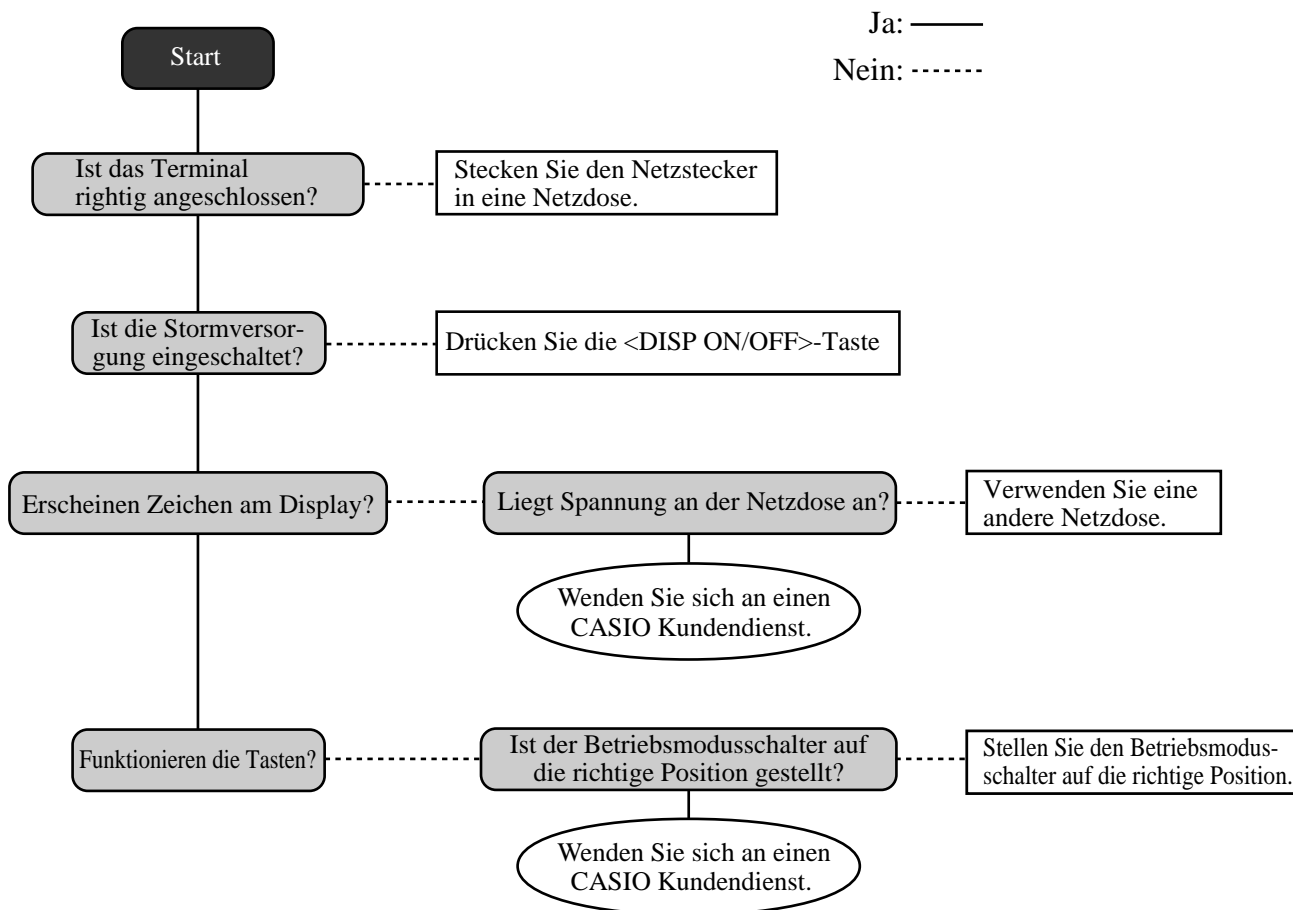 Ja:
Nein:
Start
Ist das Terminal
rightig angeschlossen?
Stecken Sie den Netzstecker
in eine Netzdose.
Ist die Stormversor-
gung eingeschaltet?
Drücken Sie die <DISP ON/OFF>-Taste
Erscheinen Zeichen am Display?
Liegt Spannung an der Netzdose an?
Verwenden Sie eine
andere Netzdose.
Wenden Sie sich an einen
CASIO Kundendienst.
Funktionieren die Tasten?
Ist der Betriebsmodusschalter auf
die richtige Position gestellt?
Stellen Sie den Betriebsmodus-
schalter auf die richtige Position.
Wenden Sie sich an einen
CASIO Kundendienst.